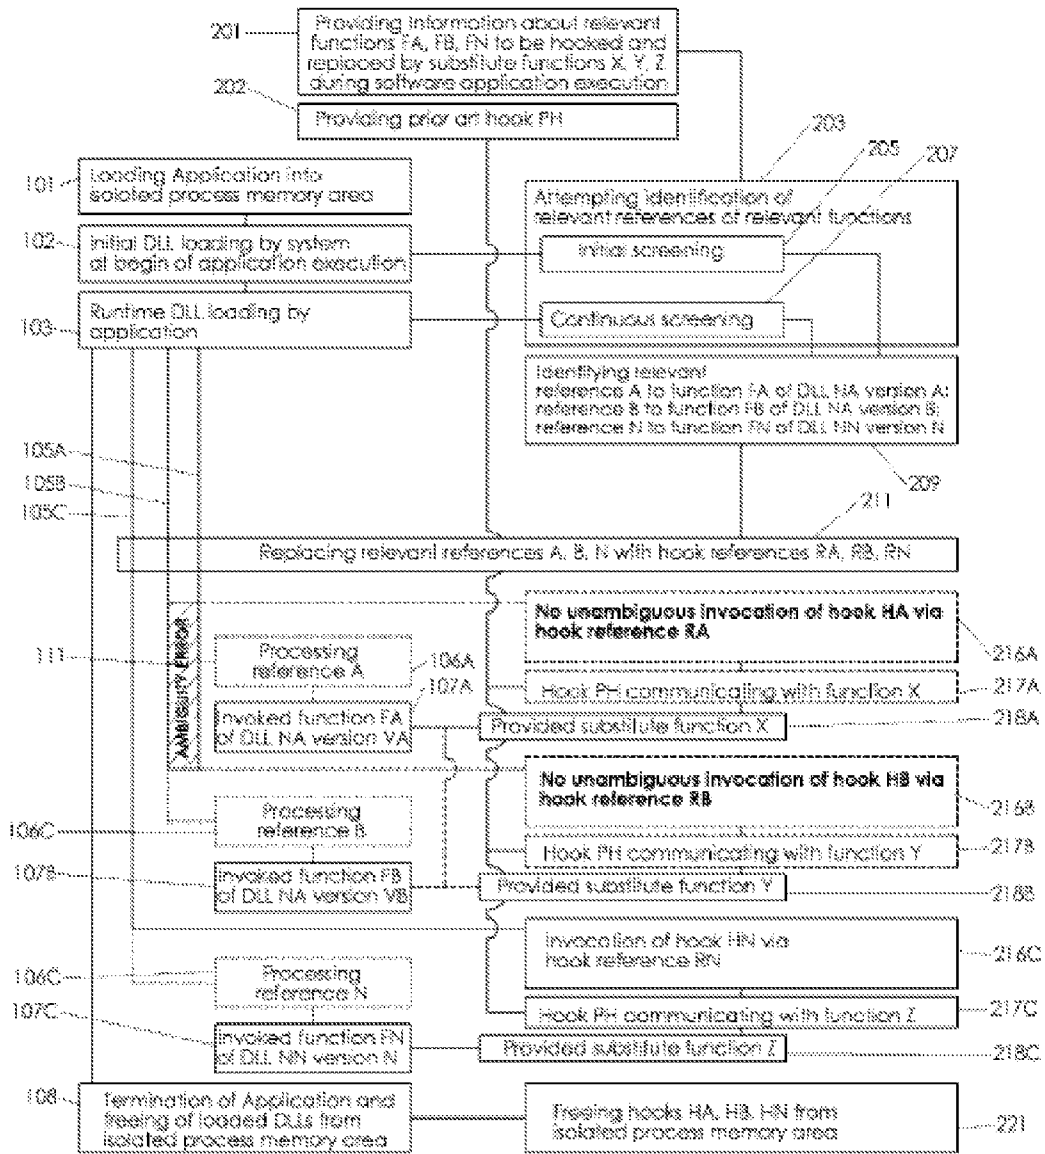 201
Providing Information about relevant
functions FA, FB, FN to be hooked and
replaced by substitute functions X, Y, Z
during software application execution
202
Providing prior art hook PH
203
205
207
101
Loading Application into
isolated process memory area
Attempting identification of
relevant references of relevant functions
102
Initial DLL loading by system
at begin of application execution
Initial screening
103
Runtime DLL loading by
application
Continuous screening
Identifying relevant
reference A to function FA of DLL NA version A;
reference B to function FB of DLL NA version B;
reference N to function FN of DLL NN version N
105A
105B
105C
209
211
Replacing relevant references A, B, N with hook references RA, RB, RN
AMBIGUITY ERROR
No unambiguous invocation of hook HA via
hook reference RA
216A
111
Processing
reference A
106A
107A
Hook PH communicating with function X
217A
Invoked function FA
of DLL NA version VA
Provided substitute function X
218A
No unambiguous invocation of hook HB via
hook reference RB
216B
106C
Processing
reference B
Hook PH communicating with function Y
217B
107B
Invoked function FB
of DLL NA version VB
Provided substitute function Y
218B
Invocation of hook HN via
hook reference RN
216C
106C
Processing
reference N
107C
Hook PH communicating with function Z
217C
Invoked function FN
of DLL NN version N
Provided substitute function Z
218C
108
Termination of Application and
freeing of loaded DLLs from
isolated process memory area
Freeing hooks HA, HB, HN from
isolated process memory area
221